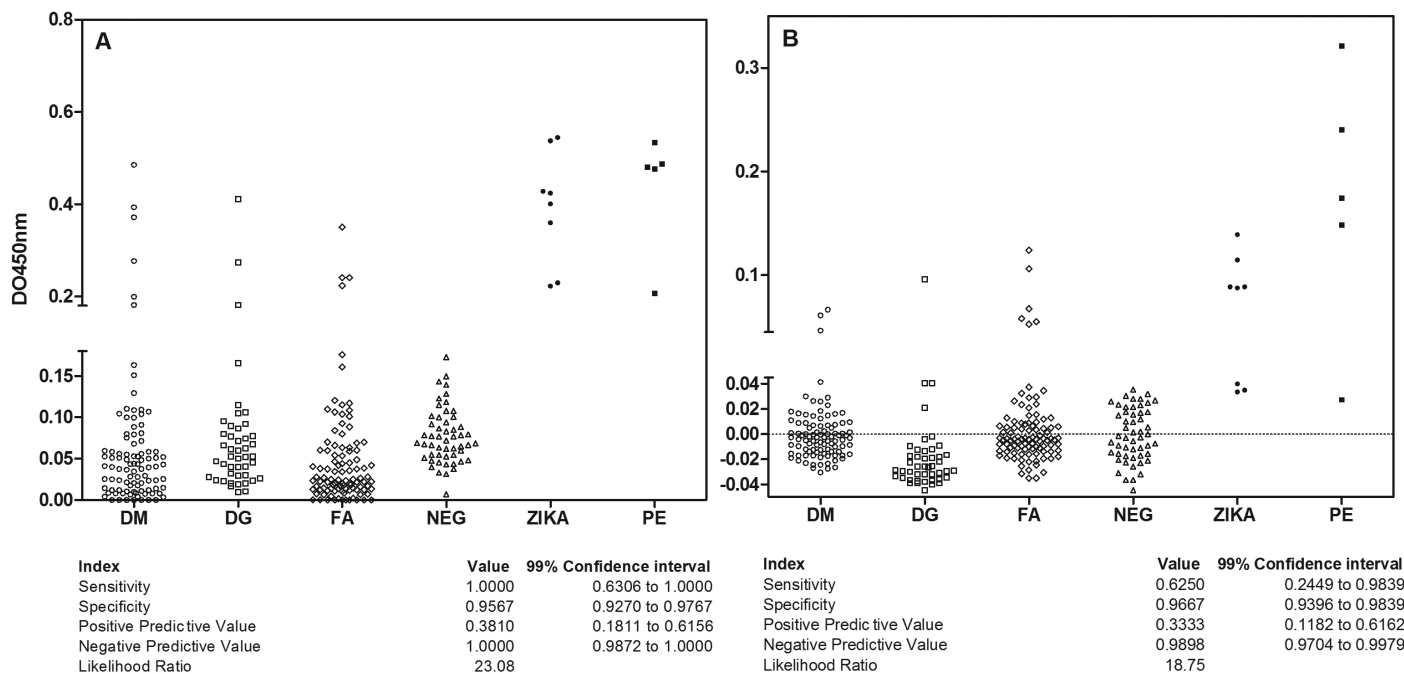 A
DO450nm
0.8
0.6
0.4
0.2
0.15
0.10
0.05
0.00
DM DG FA NEG ZIKA PE
Index Value 99% Confidence interval
Sensitivity 1.0000 0.6306 to 1.0000
Specificity 0.9567 0.9270 to 0.9767
Positive Predictive Value 0.3810 0.1811 to 0.6156
Negative Predictive Value 1.0000 0.9872 to 1.0000
Likelihood Ratio 23.08
B
0.3
0.2
0.1
0.04
0.02
0.00
-0.02
-0.04
DM DG FA NEG ZIKA PE
Index Value 99% Confidence interval
Sensitivity 0.6250 0.2449 to 0.9839
Specificity 0.9667 0.9396 to 0.9839
Positive Predictive Value 0.3333 0.1182 to 0.6162
Negative Predictive Value 0.9898 0.9704 to 0.9979
Likelihood Ratio 18.75